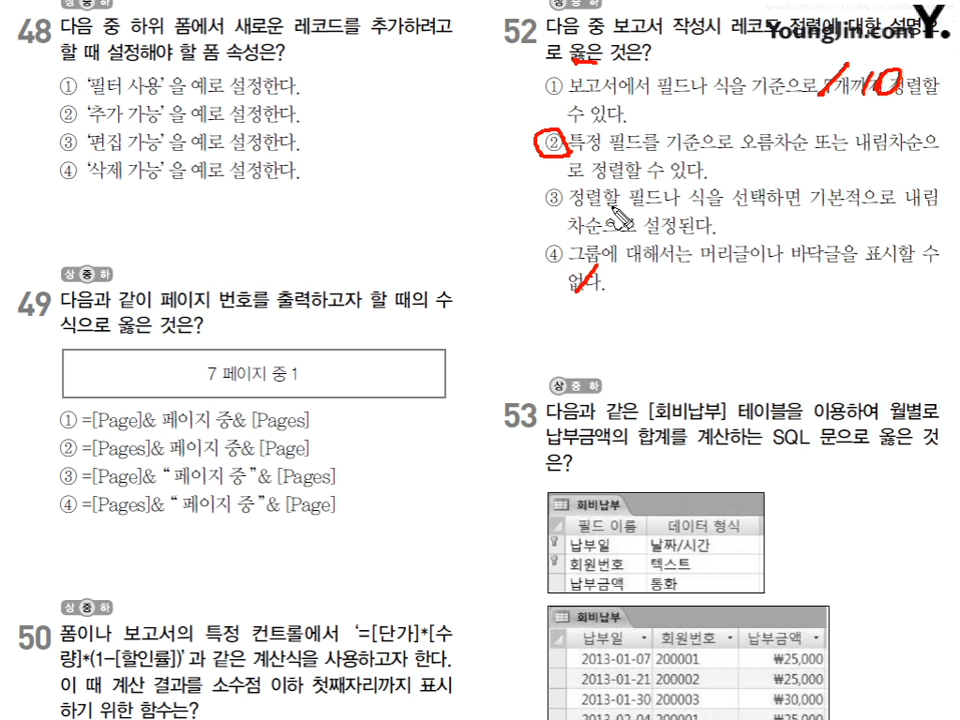 상 중 하
48 다음 중 하위 폼에서 새로운 레코드를 추가하려고
할 때 설정해야 할 폼 속성은?
① ‘필터 사용’을 예로 설정한다.
② ‘추가 가능’을 예로 설정한다.
③ ‘편집 가능’을 예로 설정한다.
④ ‘삭제 가능’을 예로 설정한다.
상 중 하
49 다음과 같이 페이지 번호를 출력하고자 할 때의 수
식으로 옳은 것은?
7 페이지 중 1
① =[Page]& 페이지 중& [Pages]
② =[Pages]& 페이지 중& [Page]
③ =[Page]& “ 페이지 중 ”& [Pages]
④ =[Pages]& “ 페이지 중 ”& [Page]
상 중 하
50 폼이나 보고서의 특정 컨트롤에서 ‘=[단가]*[수
량]*(1-[할인률])’과 같은 계산식을 사용하고자 한다.
이 때 계산 결과를 소수점 이하 첫째자리까지 표시
하기 위한 함수는?
상 중 하
52 다음 중 보고서 작성시 레코드 정렬에 대한 설명으
로 옳은 것은?
YoungJin.com Y.
① 보고서에서 필드나 식을 기준으로 개까지 정렬할
10
수 있다.
② 특정 필드를 기준으로 오름차순 또는 내림차순으
로 정렬할 수 있다.
③ 정렬할 필드나 식을 선택하면 기본적으로 내림
차순으로 설정된다.
④ 그룹에 대해서는 머리글이나 바닥글을 표시할 수
없다.
상 중 하
53 다음과 같은 [회비납부] 테이블을 이용하여 월별로
납부금액의 합계를 계산하는 SQL 문으로 옳은 것
은?
회비납부
필드 이름 데이터 형식
납부일 날짜/시간
회원번호 텍스트
납부금액 통화
회비납부
납부일 회원번호 납부금액
2013-01-07 200001 ₩25,000
2013-01-21 200002 ₩25,000
2013-01-30 200003 ₩30,000
2013-02-04 200001 ₩25,000